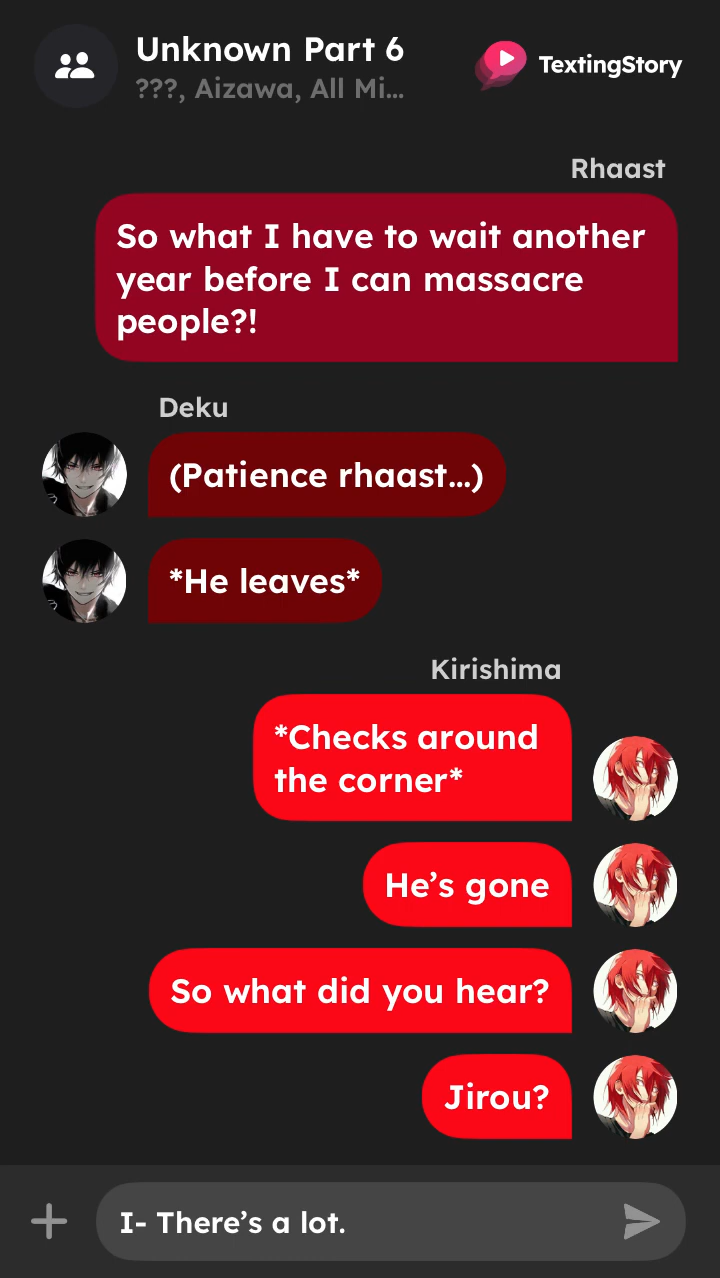 Unknown Part 6
???, Aizawa, All Mi...
TextingStory
Rhaast
So what I have to wait another
year before I can massacre
people?!
Deku
(Patience rhaast...)
*He leaves*
Kirishima
*Checks around
the corner*
He’s gone
So what did you hear?
Jirou?
I- There’s a lot.